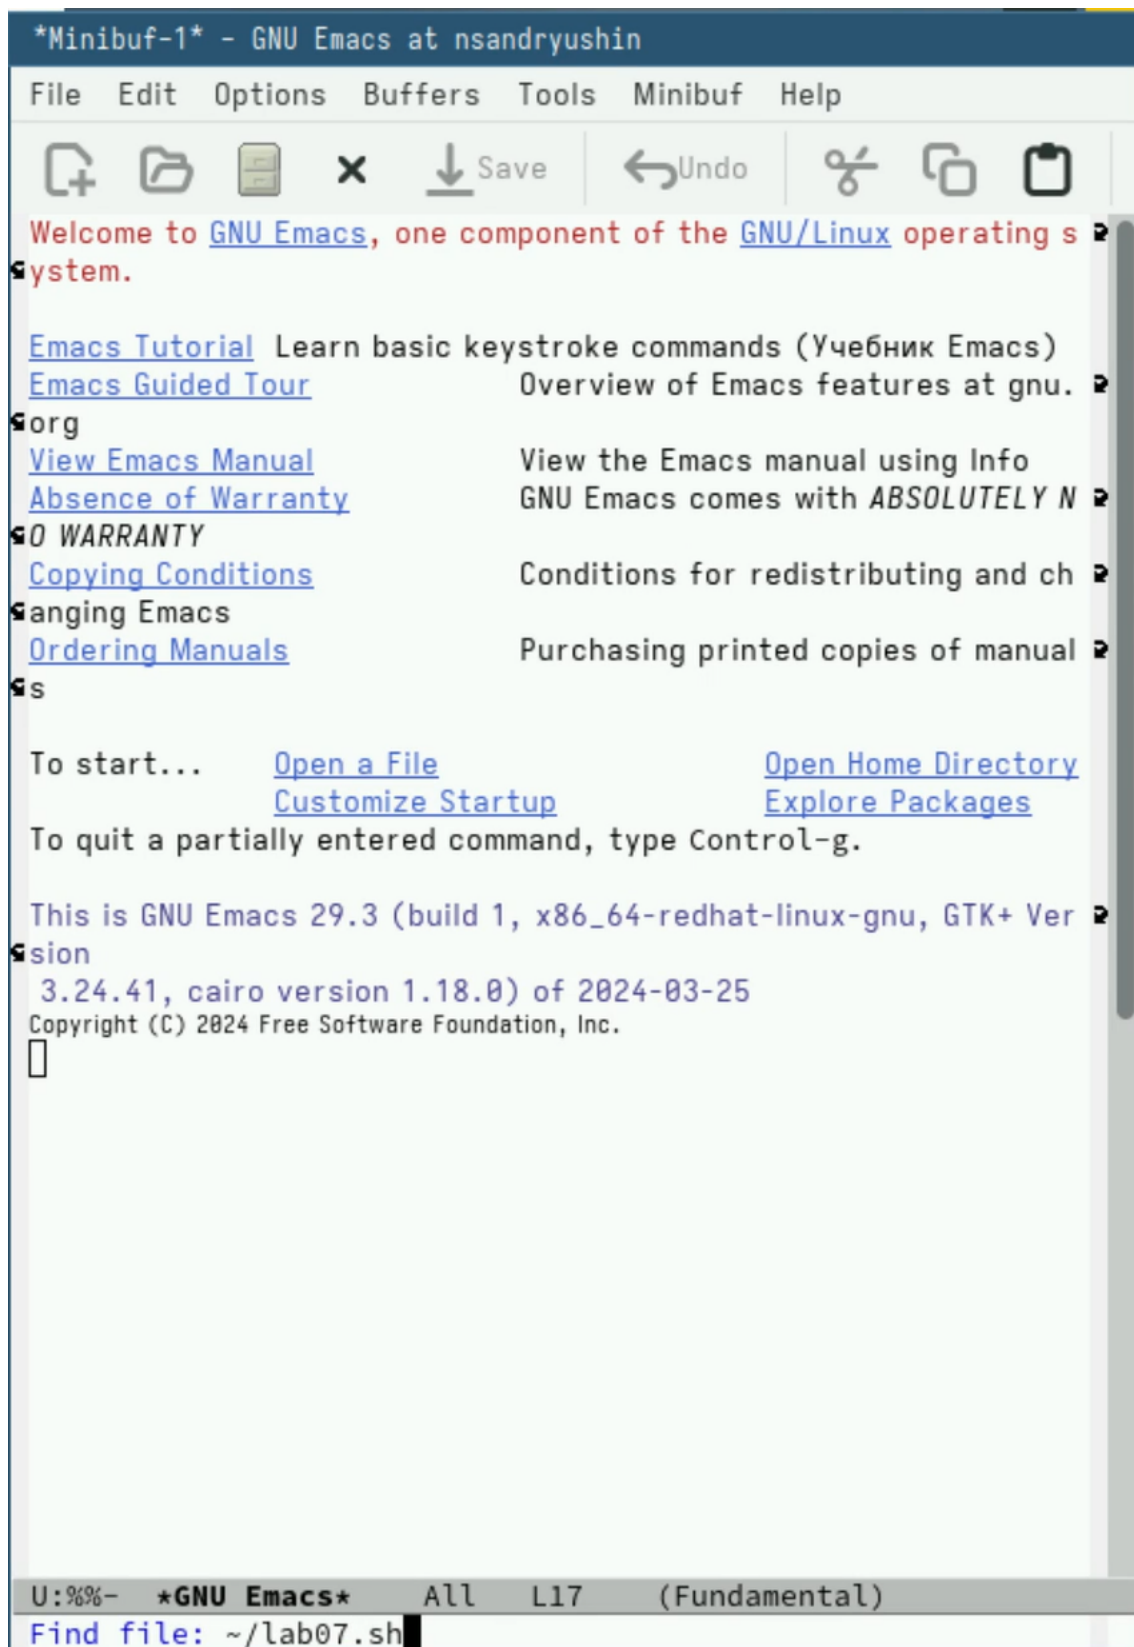 *Minibuf-1* - GNU Emacs at nsandryushin
File Edit Options Buffers Tools Minibuf Help
Save Undo
Welcome to GNU Emacs, one component of the GNU/Linux operating s
ystem.
Emacs Tutorial Learn basic keystroke commands (Учебник Emacs)
Emacs Guided Tour Overview of Emacs features at gnu.
org
View Emacs Manual View the Emacs manual using Info
Absence of Warranty GNU Emacs comes with ABSOLUTELY N
O WARRANTY
Copying Conditions Conditions for redistributing and ch
anging Emacs
Ordering Manuals Purchasing printed copies of manual
s
To start... Open a File Open Home Directory
Customize Startup Explore Packages
To quit a partially entered command, type Control-g.
This is GNU Emacs 29.3 (build 1, x86_64-redhat-linux-gnu, GTK+ Ver
sion
3.24.41, cairo version 1.18.0) of 2024-03-25
Copyright (C) 2024 Free Software Foundation, Inc.
U:%%- *GNU Emacs* All L17 (Fundamental)
Find file: ~/lab07.sh